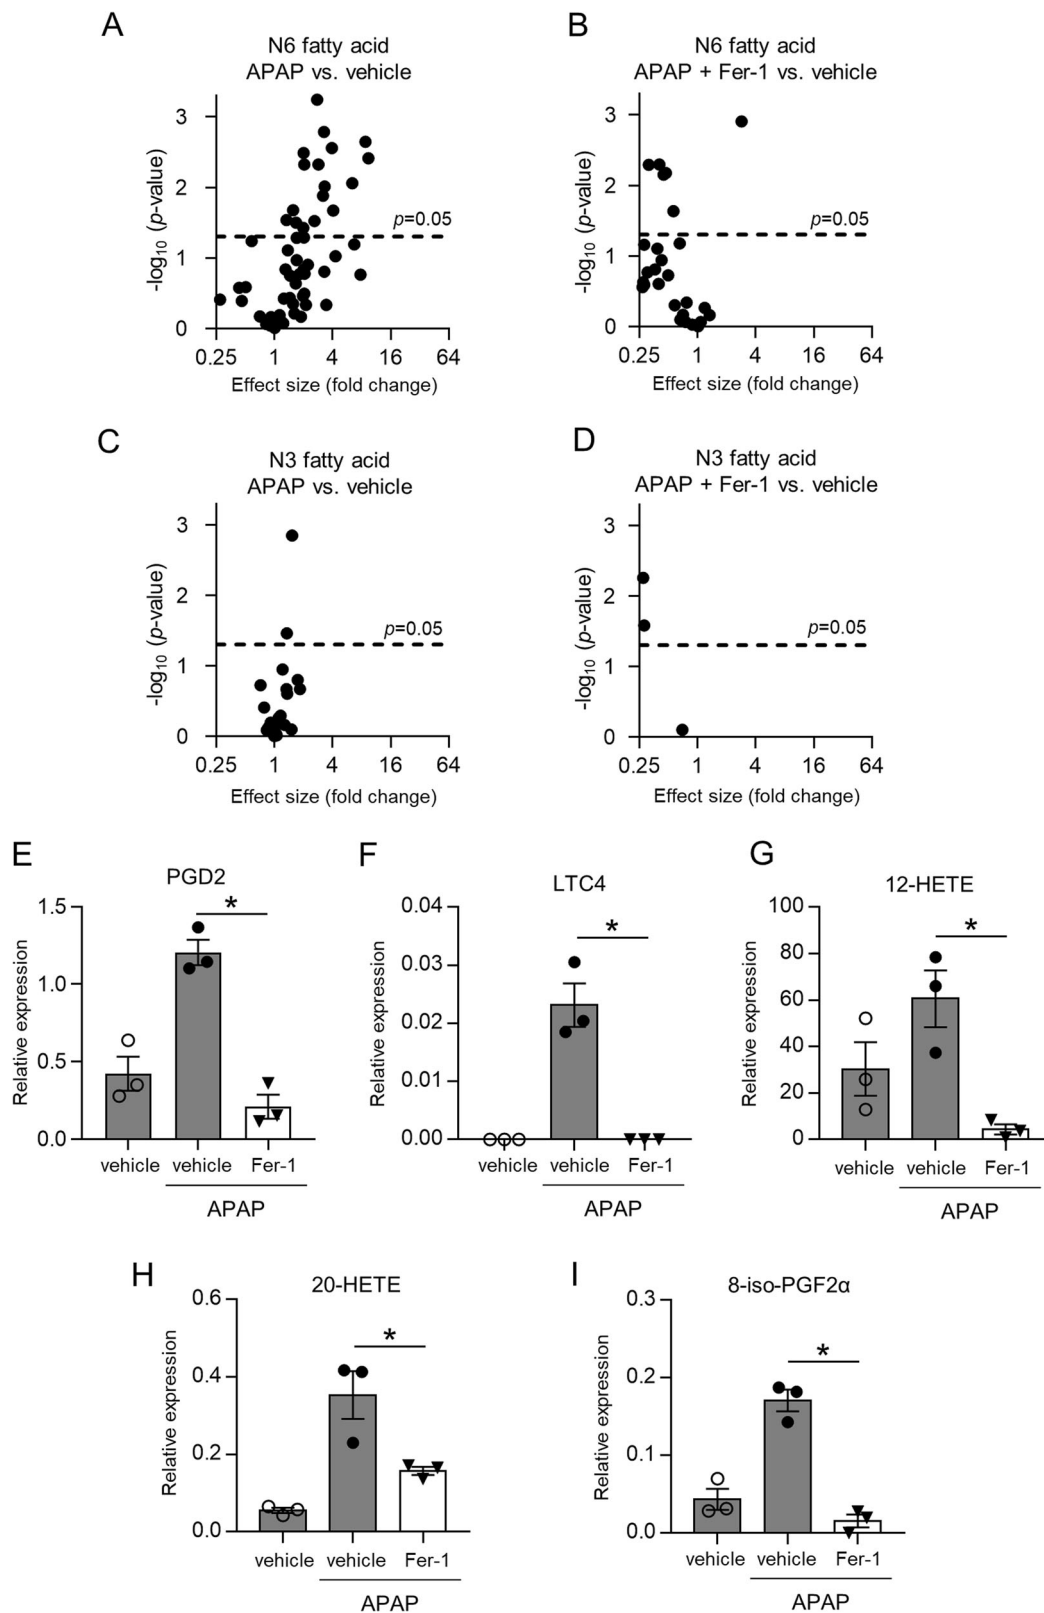 A
N6 fatty acid
APAP vs. vehicle
3
2
1
0
-log10 (p-value)
p=0.05
0.25 1 4 16 64
Effect size (fold change)
B
N6 fatty acid
APAP + Fer-1 vs. vehicle
3
2
1
0
-log10 (p-value)
p=0.05
0.25 1 4 16 64
Effect size (fold change)
C
N3 fatty acid
APAP vs. vehicle
3
2
1
0
-log10 (p-value)
p=0.05
0.25 1 4 16 64
Effect size (fold change)
D
N3 fatty acid
APAP + Fer-1 vs. vehicle
3
2
1
0
-log10 (p-value)
p=0.05
0.25 1 4 16 64
Effect size (fold change)
E
PGD2
*
1.5
1.0
0.5
0.0
Relative expression
vehicle vehicle Fer-1
APAP
F
LTC4
*
0.04
0.03
0.02
0.01
0.00
Relative expression
vehicle vehicle Fer-1
APAP
G
12-HETE
*
100
80
60
40
20
0
Relative expression
vehicle vehicle Fer-1
APAP
H
20-HETE
*
0.6
0.4
0.2
0.0
Relative expression
vehicle vehicle Fer-1
APAP
I
8-iso-PGF2α
*
0.3
0.2
0.1
0.0
Relative expression
vehicle vehicle Fer-1
APAP